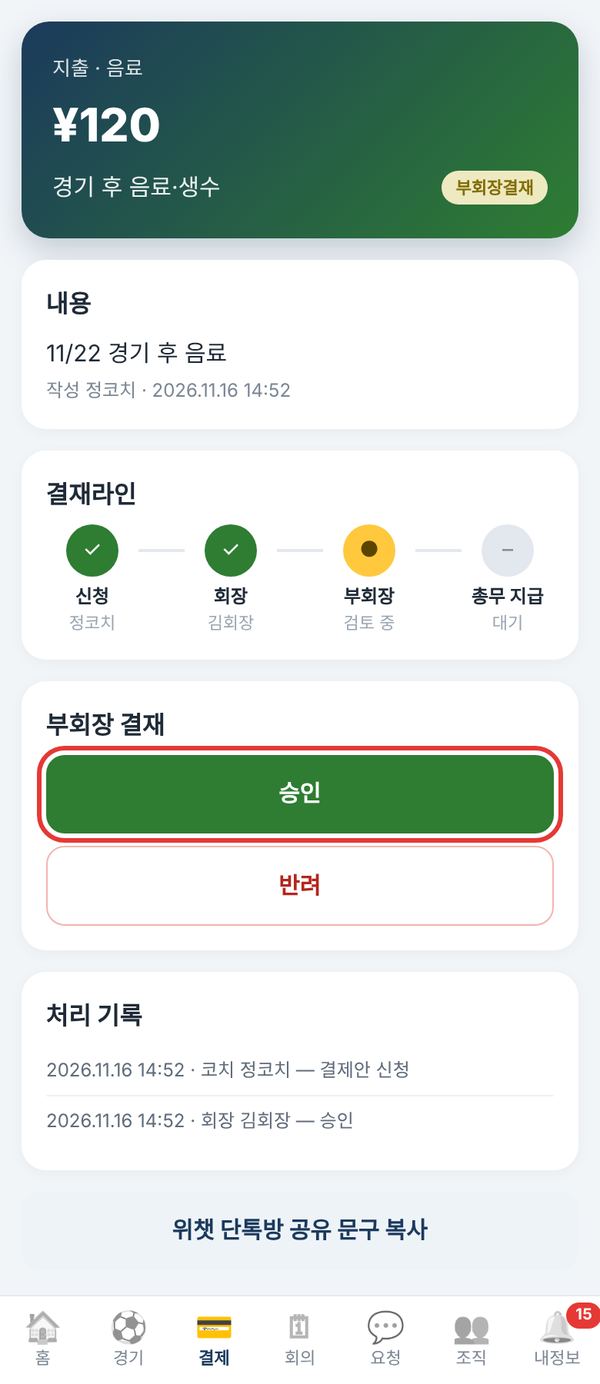 지출 · 음료
¥120
경기 후 음료·생수
부회장결재
내용
11/22 경기 후 음료
작성 정코치 · 2026.11.16 14:52
결재라인
신청
회장
부회장
총무 지급
정코치
김회장
검토 중
대기
부회장 결재
승인
반려
처리 기록
2026.11.16 14:52 · 코치 정코치 — 결제안 신청
2026.11.16 14:52 · 회장 김회장 — 승인
위챗 단톡방 공유 문구 복사
15
홈
경기
결제
회의
요청
조직
내정보